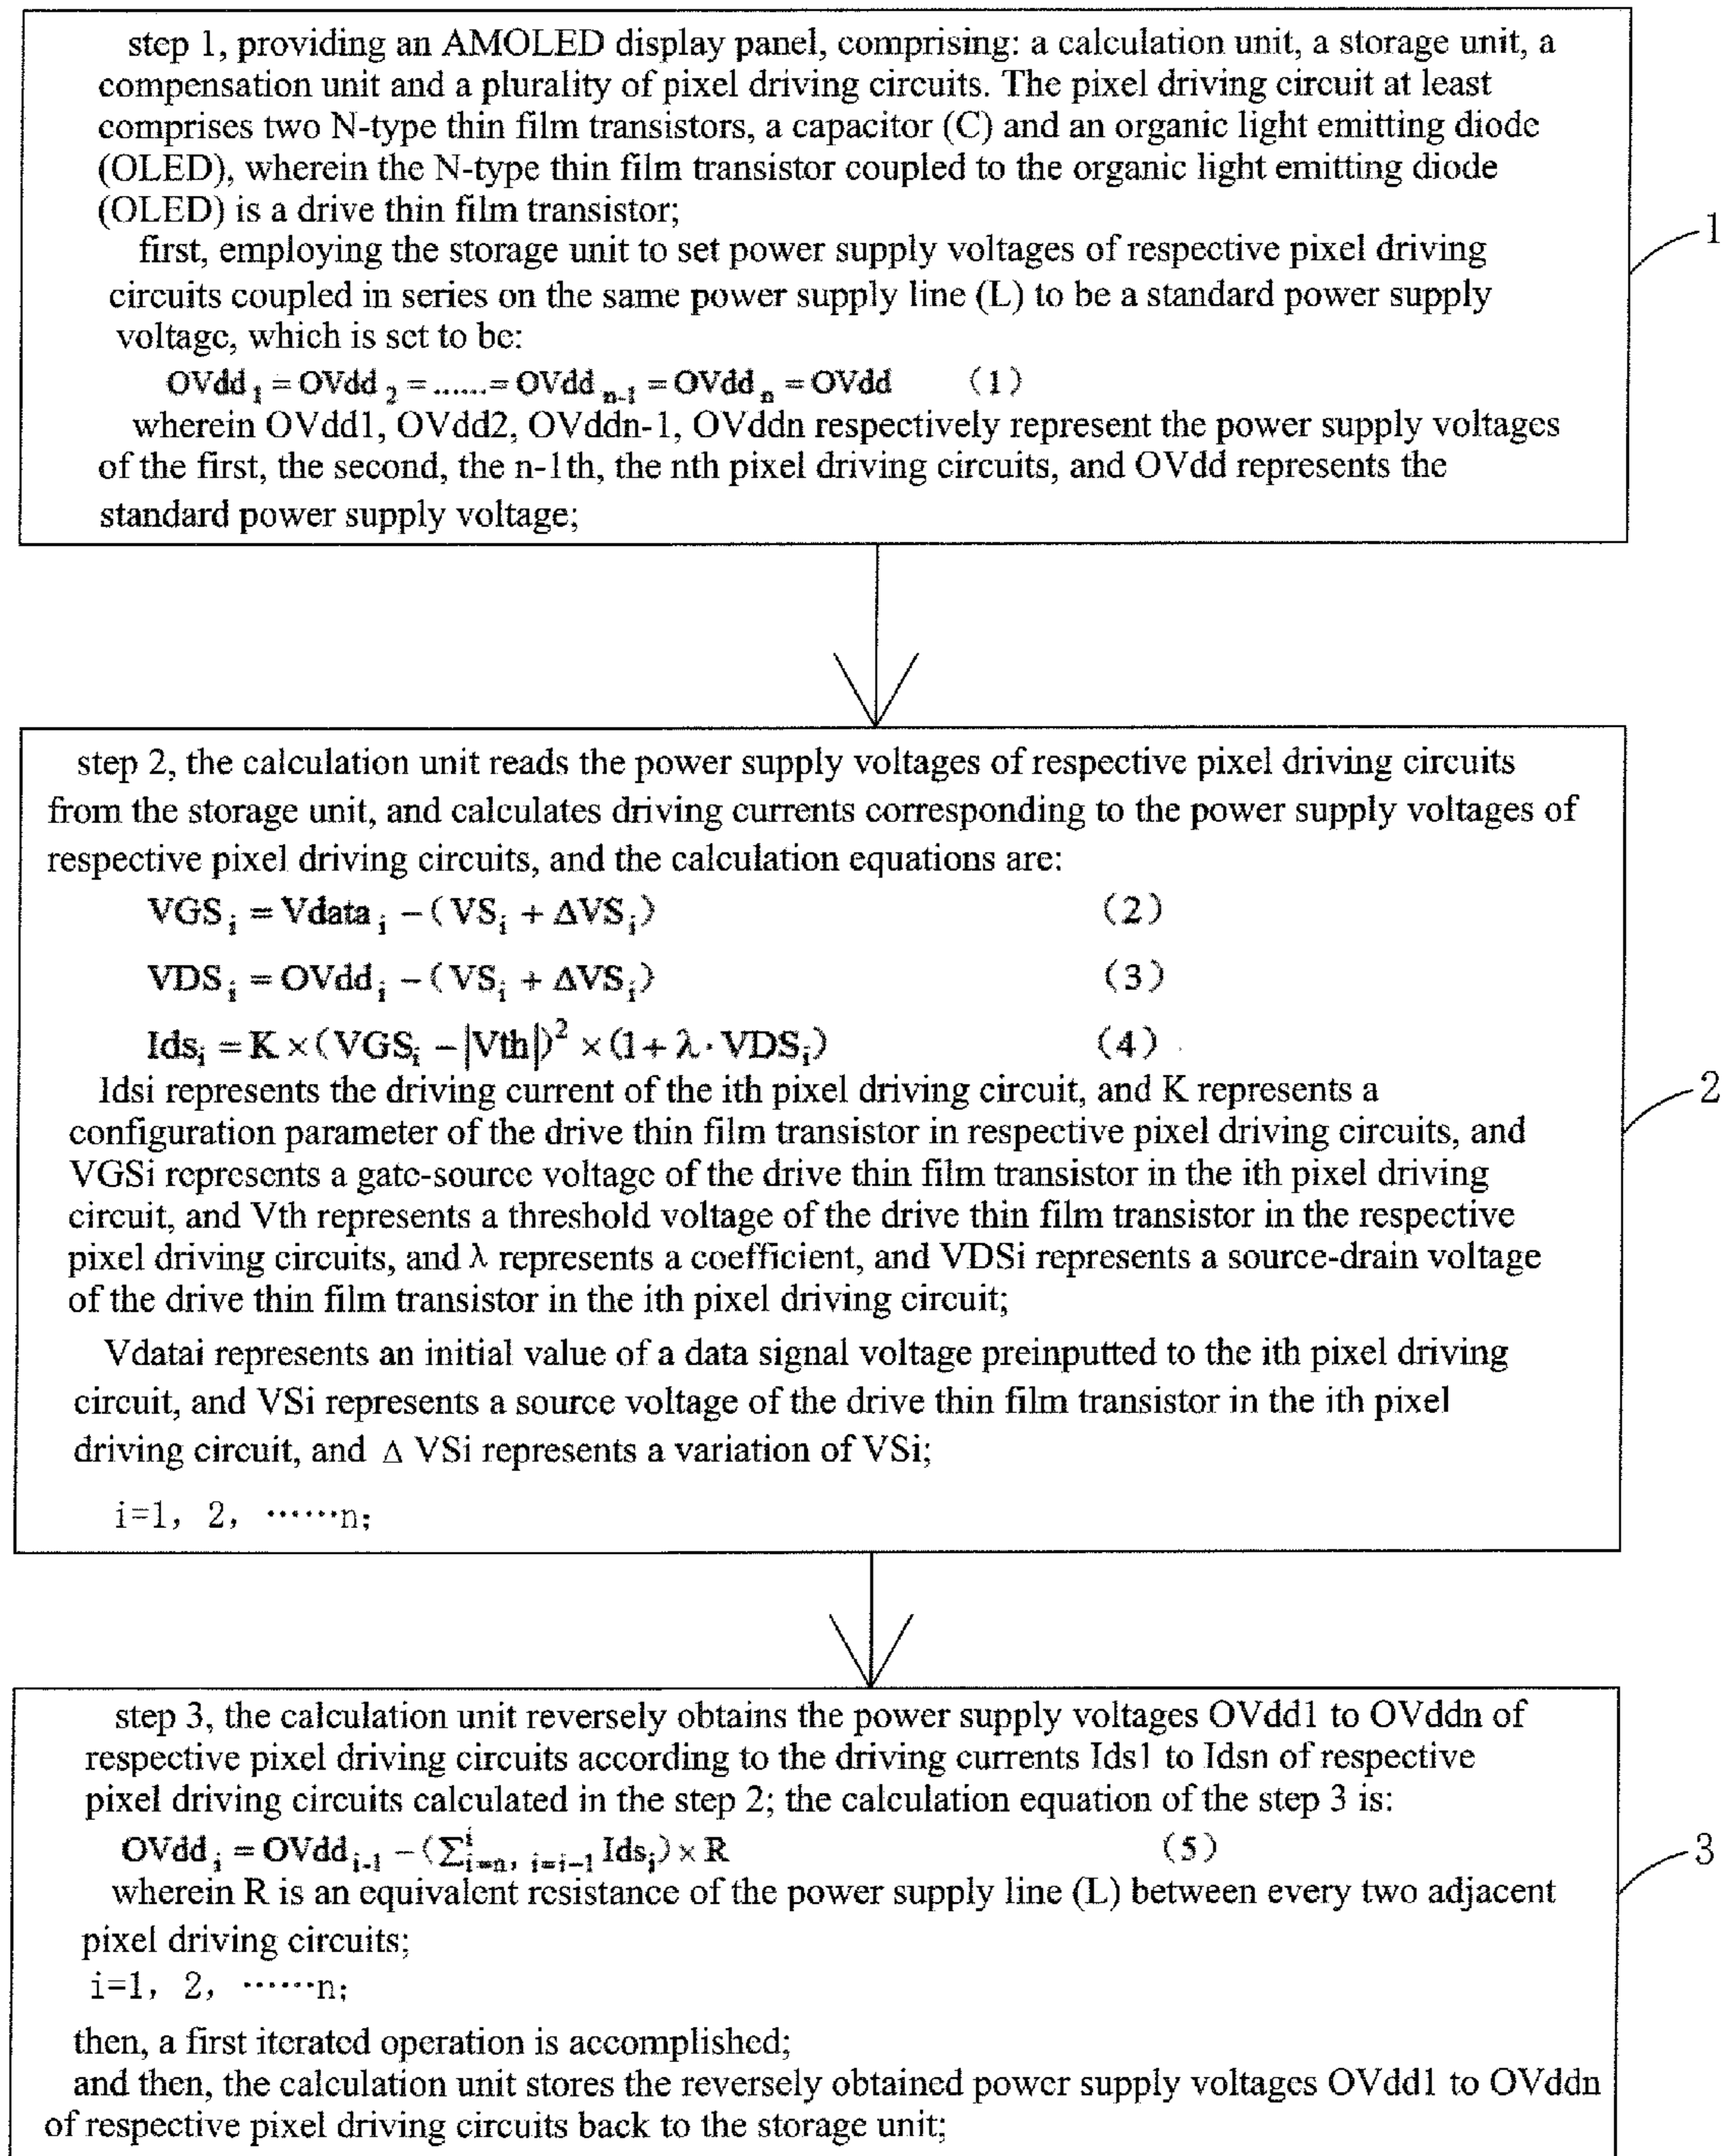 step 1, providing an AMOLED display panel, comprising: a calculation unit, a storage unit, a
compensation unit and a plurality of pixel driving circuits. The pixel driving circuit at least
comprises two N-type thin film transistors, a capacitor (C) and an organic light emitting diode
(OLED), wherein the N-type thin film transistor coupled to the organic light emitting diode
(OLED) is a drive thin film transistor;
first, employing the storage unit to set power supply voltages of respective pixel driving
circuits coupled in series on the same power supply line (L) to be a standard power supply
voltage, which is set to be:
OVdd₁ = OVdd₂ = ...... = OVddₙ₋₁ = OVddₙ = OVdd (1)
wherein OVdd1, OVdd2, OVddn-1, OVddn respectively represent the power supply voltages
of the first, the second, the n-1th, the nth pixel driving circuits, and OVdd represents the
standard power supply voltage;
1
step 2, the calculation unit reads the power supply voltages of respective pixel driving circuits
from the storage unit, and calculates driving currents corresponding to the power supply voltages of
respective pixel driving circuits, and the calculation equations are:
VGSᵢ = Vdataᵢ − (VSᵢ + ΔVSᵢ) (2)
VDSᵢ = OVddᵢ − (VSᵢ + ΔVSᵢ) (3)
Idsᵢ = K × (VGSᵢ − |Vth|)² × (1 + λ · VDSᵢ) (4)
Idsi represents the driving current of the ith pixel driving circuit, and K represents a
configuration parameter of the drive thin film transistor in respective pixel driving circuits, and
VGSi represents a gate-source voltage of the drive thin film transistor in the ith pixel driving
circuit, and Vth represents a threshold voltage of the drive thin film transistor in the respective
pixel driving circuits, and λ represents a coefficient, and VDSi represents a source-drain voltage
of the drive thin film transistor in the ith pixel driving circuit;
Vdatai represents an initial value of a data signal voltage preinputted to the ith pixel driving
circuit, and VSi represents a source voltage of the drive thin film transistor in the ith pixel
driving circuit, and Δ VSi represents a variation of VSi;
i=1, 2, ……n;
2
step 3, the calculation unit reversely obtains the power supply voltages OVdd1 to OVddn of
respective pixel driving circuits according to the driving currents Ids1 to Idsn of respective
pixel driving circuits calculated in the step 2; the calculation equation of the step 3 is:
OVddᵢ = OVddᵢ₋₁ − (∑ⁱᵢ₌ₙ, ᵢ₌ᵢ₋₁ Idsᵢ) × R (5)
wherein R is an equivalent resistance of the power supply line (L) between every two adjacent
pixel driving circuits;
i=1, 2, ……n;
then, a first iterated operation is accomplished;
and then, the calculation unit stores the reversely obtained power supply voltages OVdd1 to OVddn
of respective pixel driving circuits back to the storage unit;
3